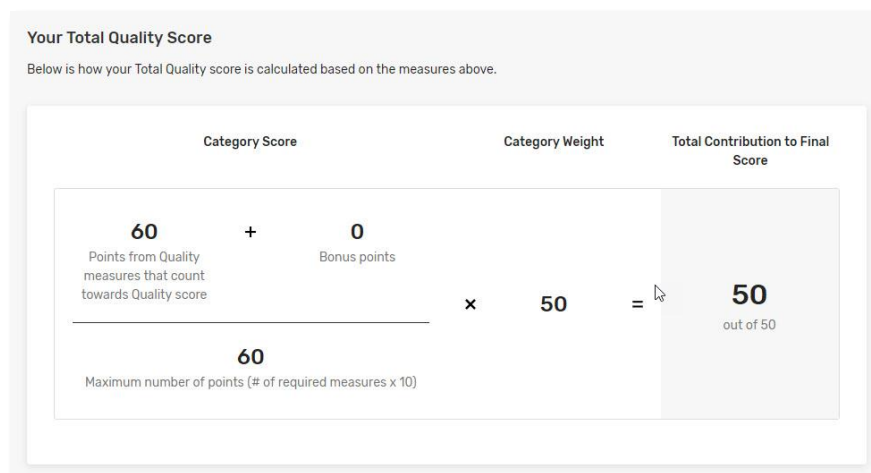 Your Total Quality Score
Below is how your Total Quality score is calculated based on the measures above.
Category Score
Category Weight
Total Contribution to Final
Score
60
+
0
Points from Quality
measures that count
towards Quality score
Bonus points
60
Maximum number of points (# of required measures x 10)
×
50
=
50
out of 50